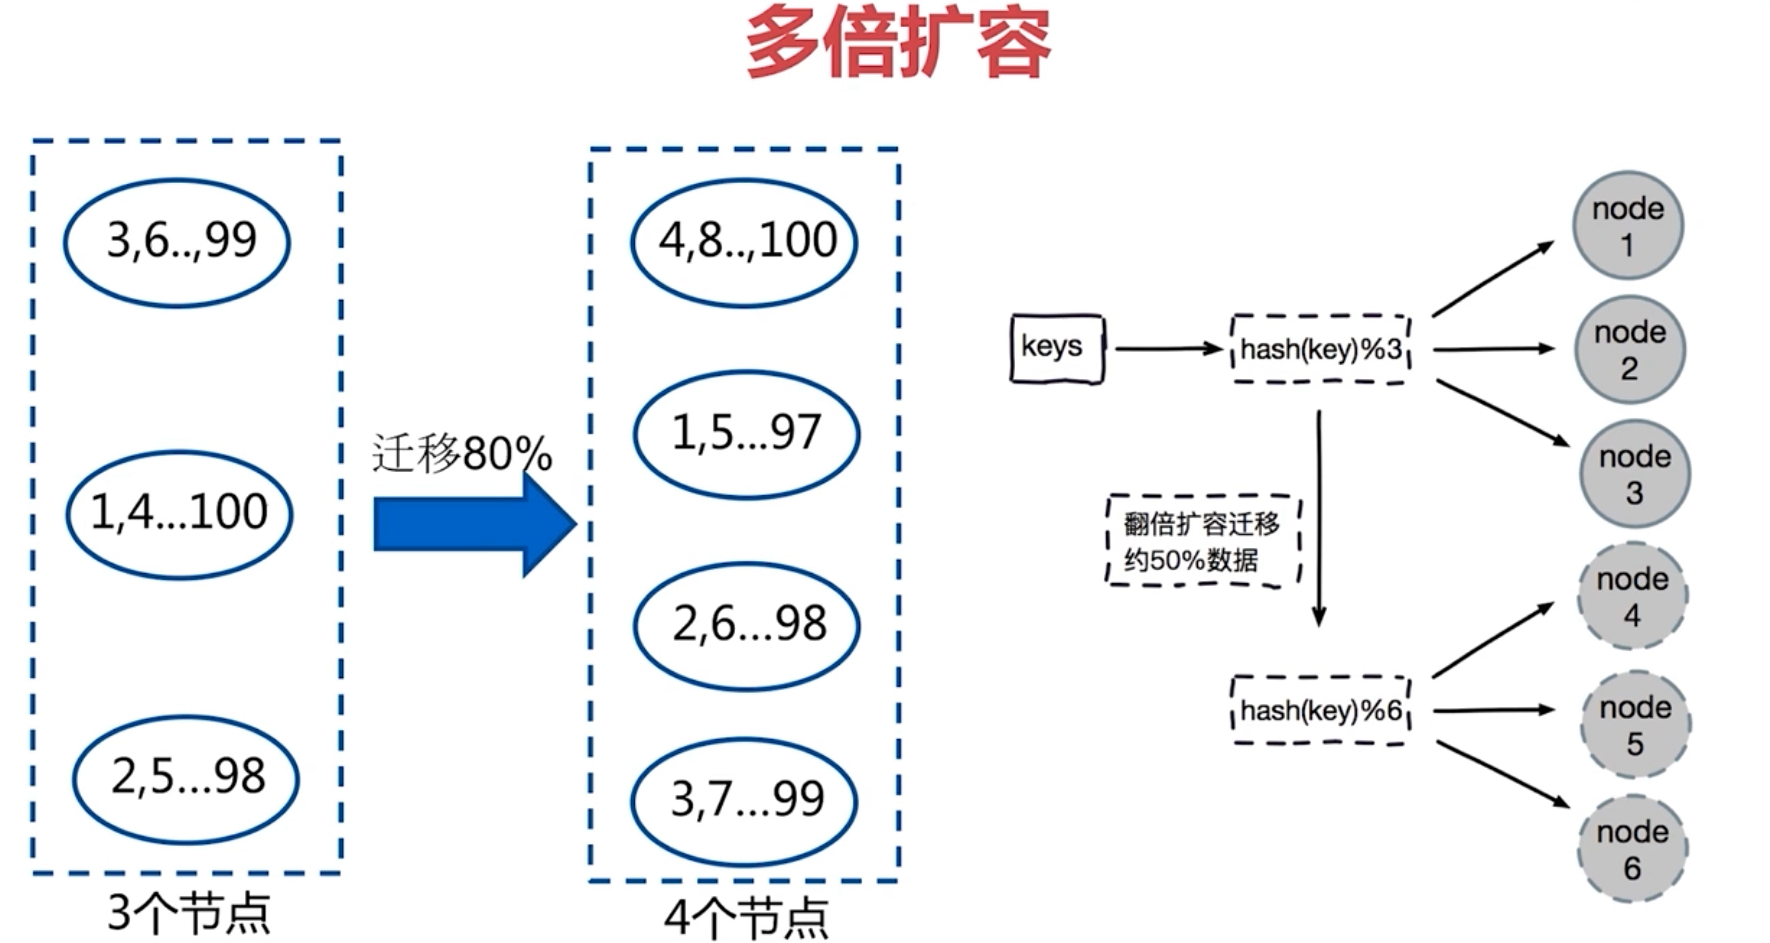 多倍扩容
3,6..,99
1,4...100
2,5...98
3个节点
迁移80%
4,8..,100
1,5...97
2,6...98
3,7...99
4个节点
keys
hash(key)%3
node
1
node
2
node
3
翻倍扩容迁移
约50%数据
hash(key)%6
node
4
node
5
node
6